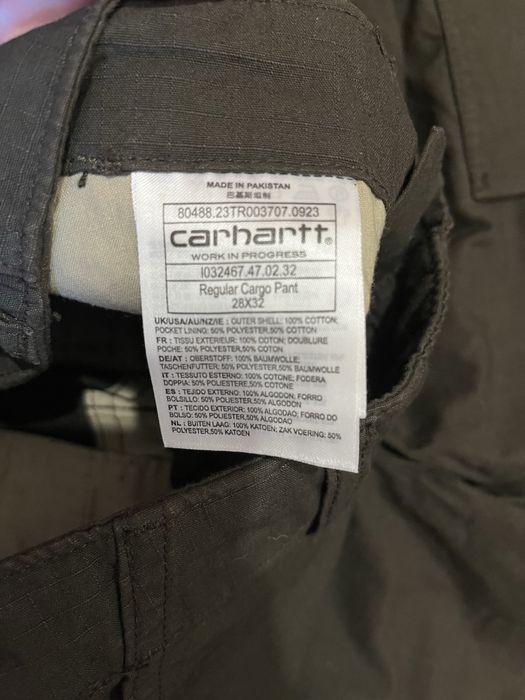 MADE IN PAKISTAN
巴基斯坦制
80488.23TR003707.0923
carhartt®
WORK IN PROGRESS
I032467.47.02.32
Regular Cargo Pant
28X32
UK/USA/AU/NZ/IE : OUTER SHELL: 100% COTTON;
POCKET LINING: 50% POLYESTER,50% COTTON
FR : TISSU EXTERIEUR: 100% COTON; DOUBLURE
POCHE: 50% POLYESTER,50% COTON
DE/AT : OBERSTOFF: 100% BAUMWOLLE;
TASCHENFUTTER: 50% POLYESTER,50% BAUMWOLLE
IT : TESSUTO ESTERNO: 100% COTONE; FODERA
DOPPIA: 50% POLIESTERE,50% COTONE
ES : TEJIDO EXTERIOR: 100% ALGODON; FORRO
BOLSILLO: 50% POLYESTER,50% ALGODON
PT : TECIDO EXTERIOR: 100% ALGODAO; FORRO DO
BOLSO: 50% POLYESTER,50% ALGODAO
NL : BUITEN LAAG: 100% KATOEN; ZAK VOERING: 50%
POLYESTER,50% KATOEN